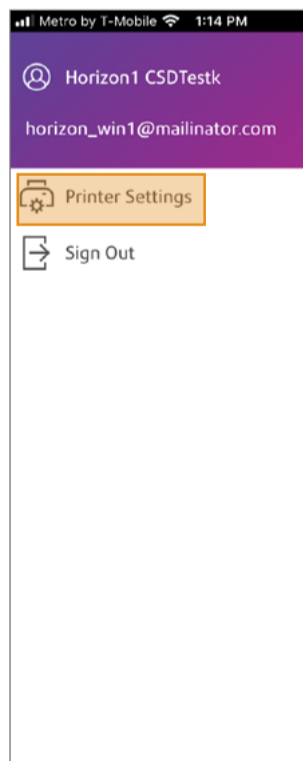 Metro by T-Mobile 1:14 PM
Horizon1 CSDTestk
horizon_win1@mailinator.com
Printer Settings
Sign Out